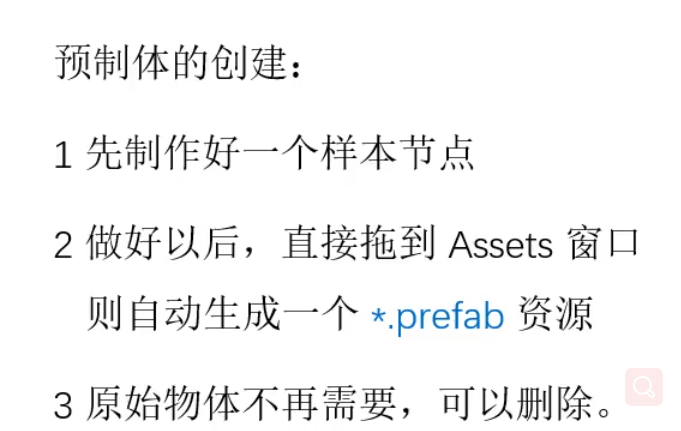 预制体的创建：
1 先制作好一个样本节点
2 做好以后，直接拖到 Assets 窗口
则自动生成一个 *.prefab 资源
3 原始物体不再需要，可以删除。